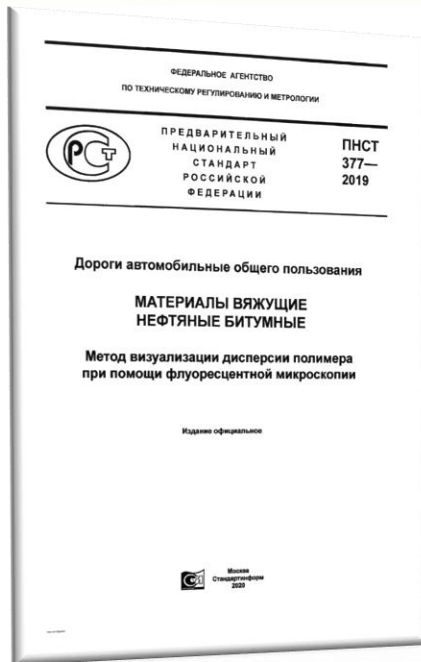 ФЕДЕРАЛЬНОЕ АГЕНТСТВО
ПО ТЕХНИЧЕСКОМУ РЕГУЛИРОВАНИЮ И МЕТРОЛОГИИ
РСТ
ПРЕДВАРИТЕЛЬНЫЙ
НАЦИОНАЛЬНЫЙ
СТАНДАРТ
РОССИЙСКОЙ
ФЕДЕРАЦИИ
ПНСТ
377—
2019
Дороги автомобильные общего пользования
МАТЕРИАЛЫ ВЯЖУЩИЕ
НЕФТЯНЫЕ БИТУМНЫЕ
Метод визуализации дисперсии полимера
при помощи флуоресцентной микроскопии
Издание официальное
Москва
Стандартинформ
2020